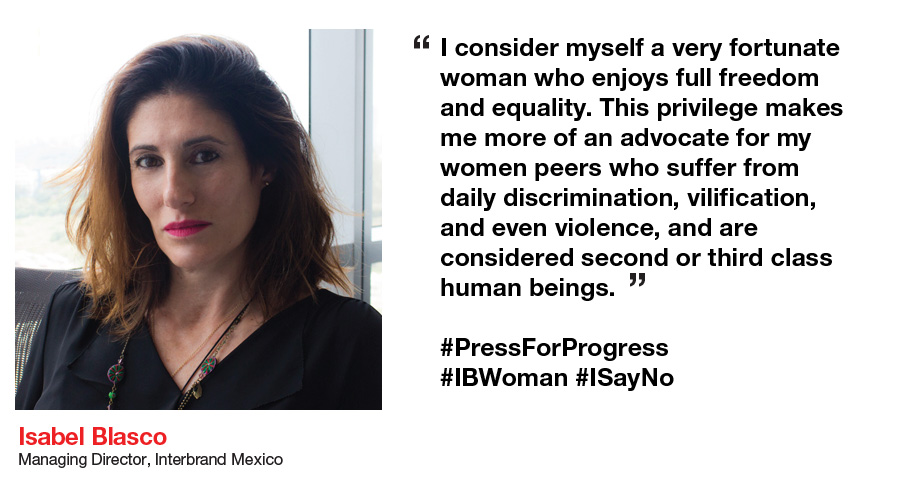 “ I consider myself a very fortunate
woman who enjoys full freedom
and equality. This privilege makes
me more of an advocate for my
women peers who suffer from
daily discrimination, vilification,
and even violence, and are
considered second or third class
human beings. ”
#PressForProgress
#IBWoman #ISayNo
Isabel Blasco
Managing Director, Interbrand Mexico